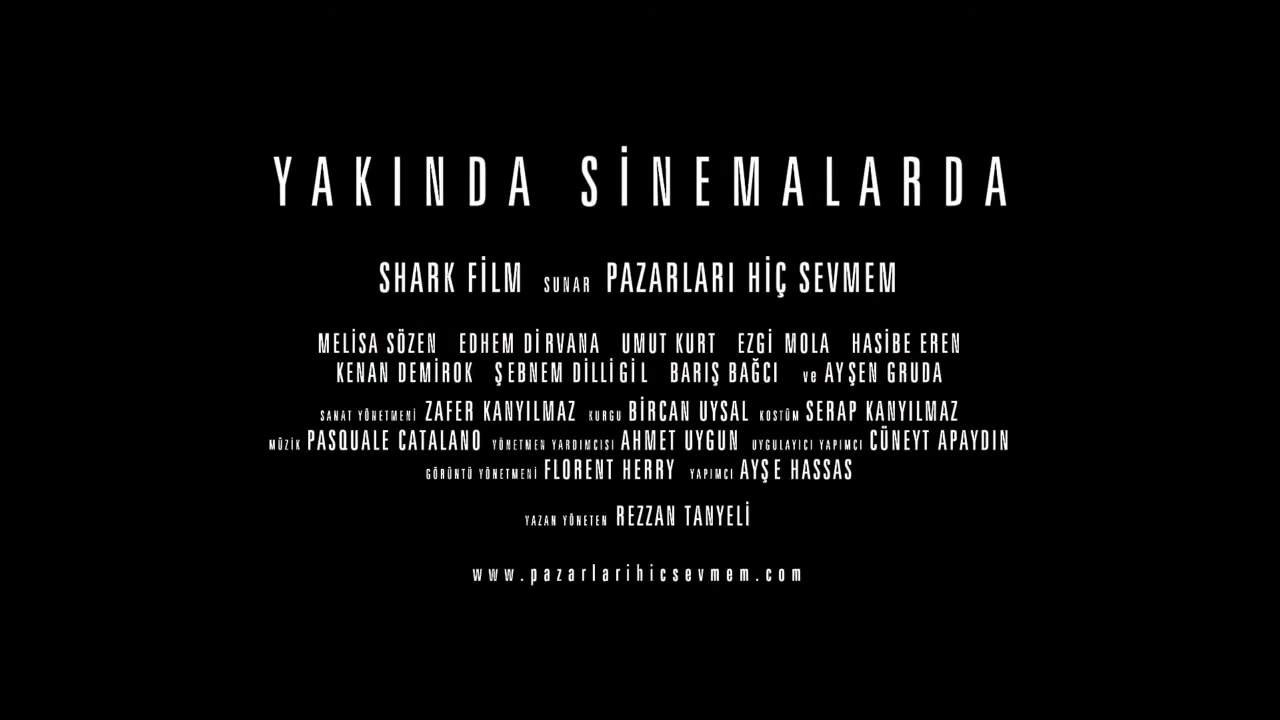 YAKINDA SİNEMALARDA
SHARK FİLM SUNAR PAZARLARI HİÇ SEVMEM
MELİSA SÖZEN EDHEM DİRVANA UMUT KURT EZGİ MOLA HASİBE EREN
KENAN DEMİROK ŞEBNEM DİLLİGİL BARIŞ BAĞCI ve AYŞEN GRUDA
SANAT YÖNETMENİ ZAFER KANYILMAZ KURGU BİRCAN UYSAL KOSTÜM SERAP KANYILMAZ
MÜZİK PASQUALE CATALANO YÖNETMEN YARDIMCISI AHMET UYGUN UYGULAYICI YAPIMCI CÜNEYT APAYDIN
GÖRÜNTÜ YÖNETMENİ FLORENT HERRY YAPIMCI AYŞE HASSAS
YAZAN YÖNETEN REZZAN TANYELİ
www.pazarlarihicsevmem.com